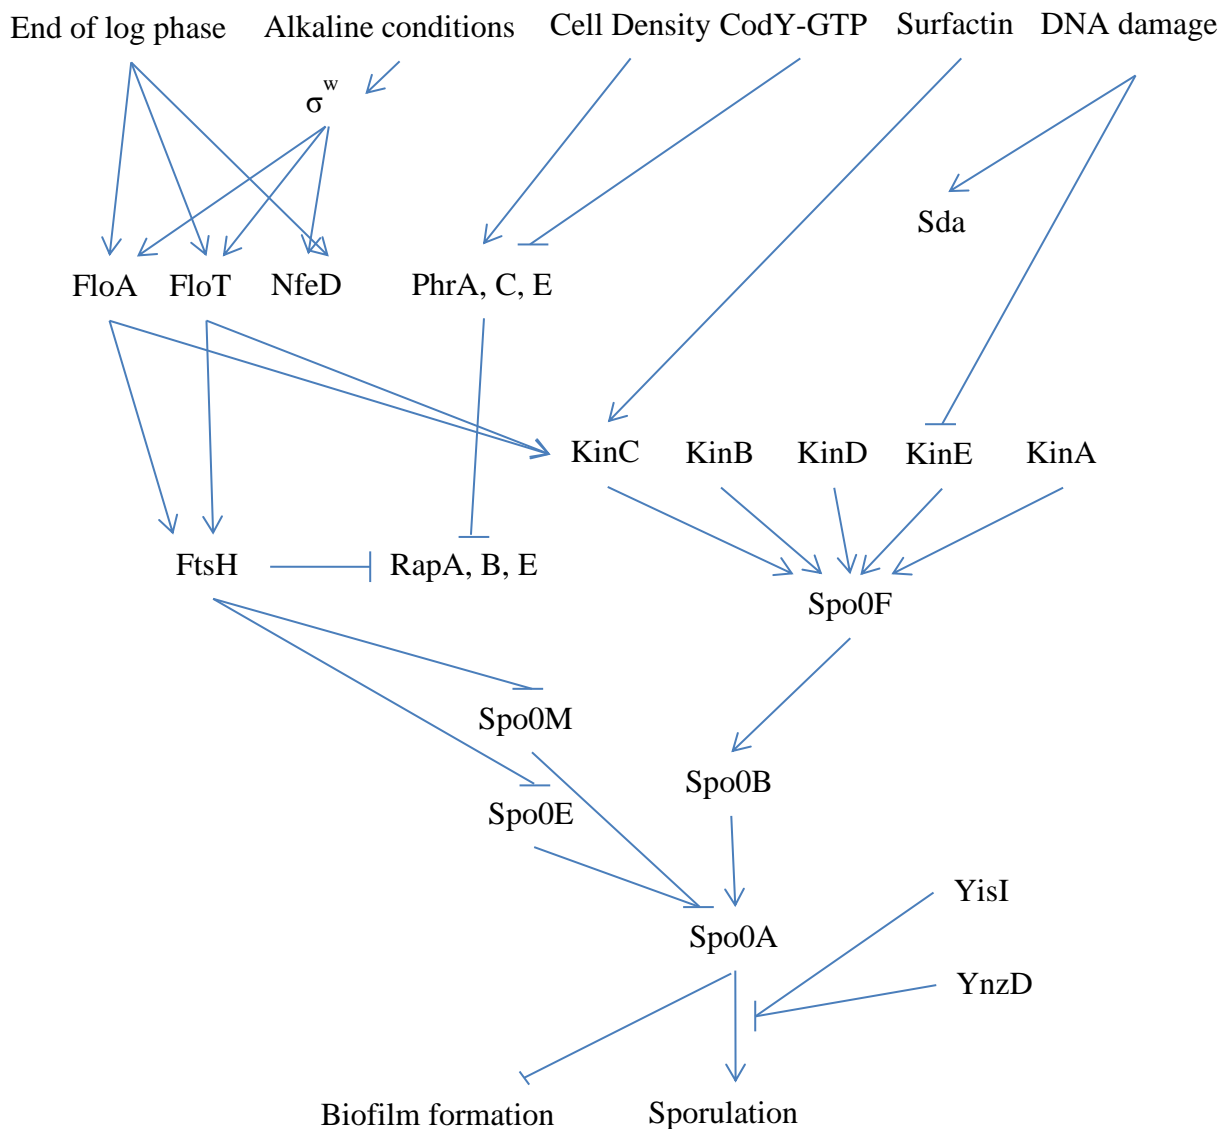 End of log phase Alkaline conditions Cell Density CodY-GTP Surfactin DNA damage
σʷ
Sda
FloA FloT NfeD PhrA, C, E
KinC KinB KinD KinE KinA
FtsH RapA, B, E
Spo0F
Spo0M
Spo0B
Spo0E
YisI
Spo0A
YnzD
Biofilm formation Sporulation